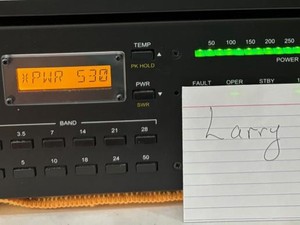 TEMP
PK HOLD
50 100 150 200 250
XPWR 530
POWER
PWR
SWR
FAULT OPER STBY
Larry
BAND
3.5 7 14 21 28
5 10 18 24 50